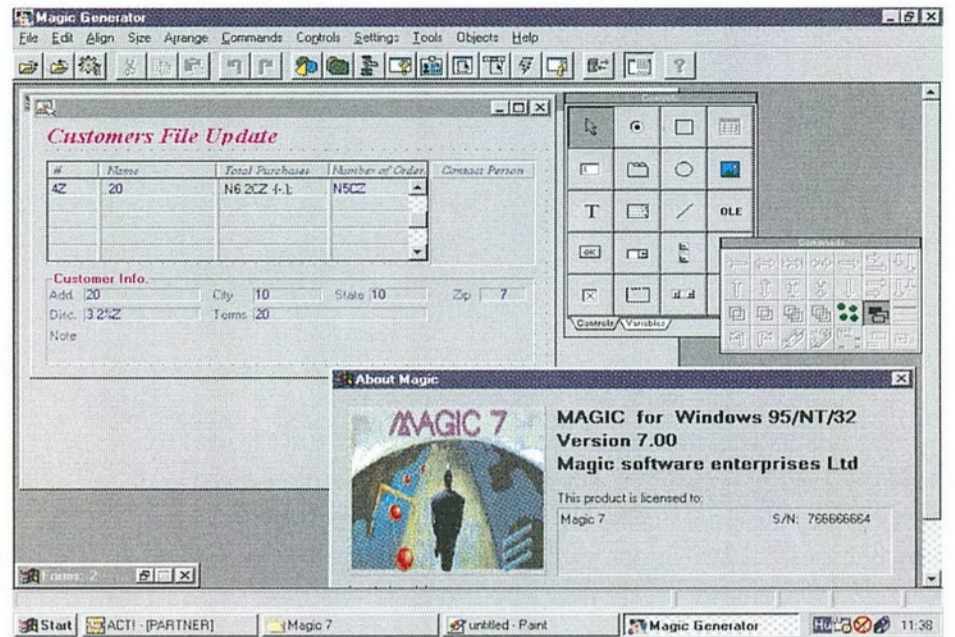 Magic Generator
File Edit Align Size Arrange Commands Controls Settings Tools Objects Help
Customers File Update
# Name Total Purchases Number of Order. Contact Person
4Z 20 N6.2CZ +(-,); N5CZ
Customer Info.
Add. 20 City 10 State 10 Zip 7
Disc. 3.2%Z Terms 20
Note
T OLE
OK
Controls Variables
About Magic
MAGIC 7
MAGIC for Windows 95/NT/32
Version 7.00
Magic software enterprises Ltd
This product is licensed to:
Magic 7 S/N: 766666664
Forms: 2
Start ACT! - [PARTNER] Magic 7 untitled - Paint Magic Generator Hu 11:38